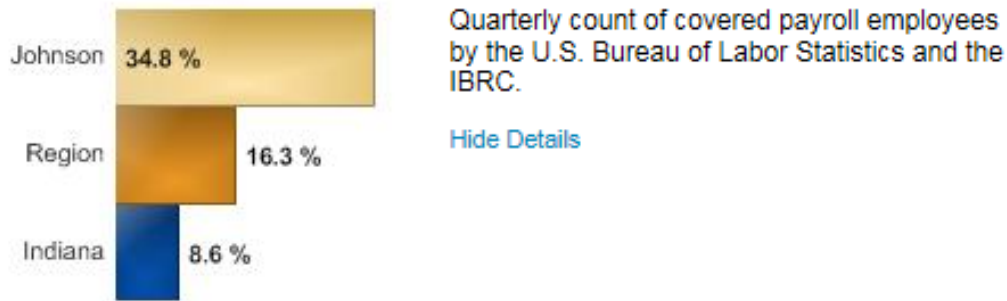 Johnson 34.8 %
Region 16.3 %
Indiana 8.6 %
Quarterly count of covered payroll employees
by the U.S. Bureau of Labor Statistics and the
IBRC.
Hide Details